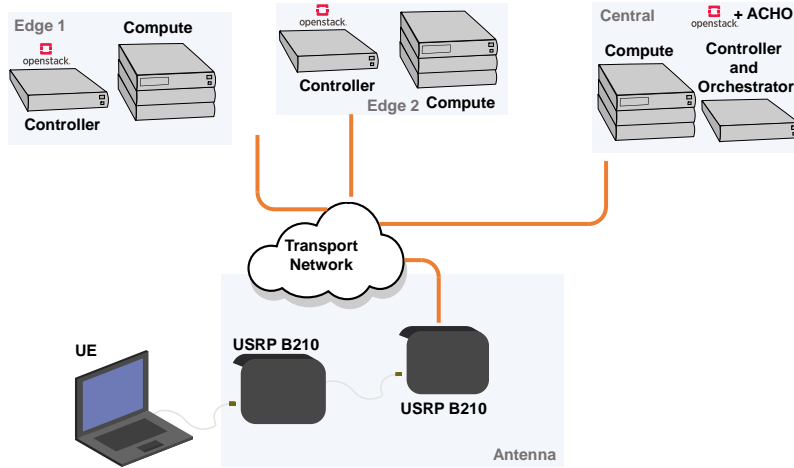 Edge 1
openstack.
Compute
Controller
openstack.
Controller
Edge 2
Compute
Central
openstack.
+ ACHO
Compute
Controller
and
Orchestrator
Transport
Network
UE
USRP B210
USRP B210
Antenna